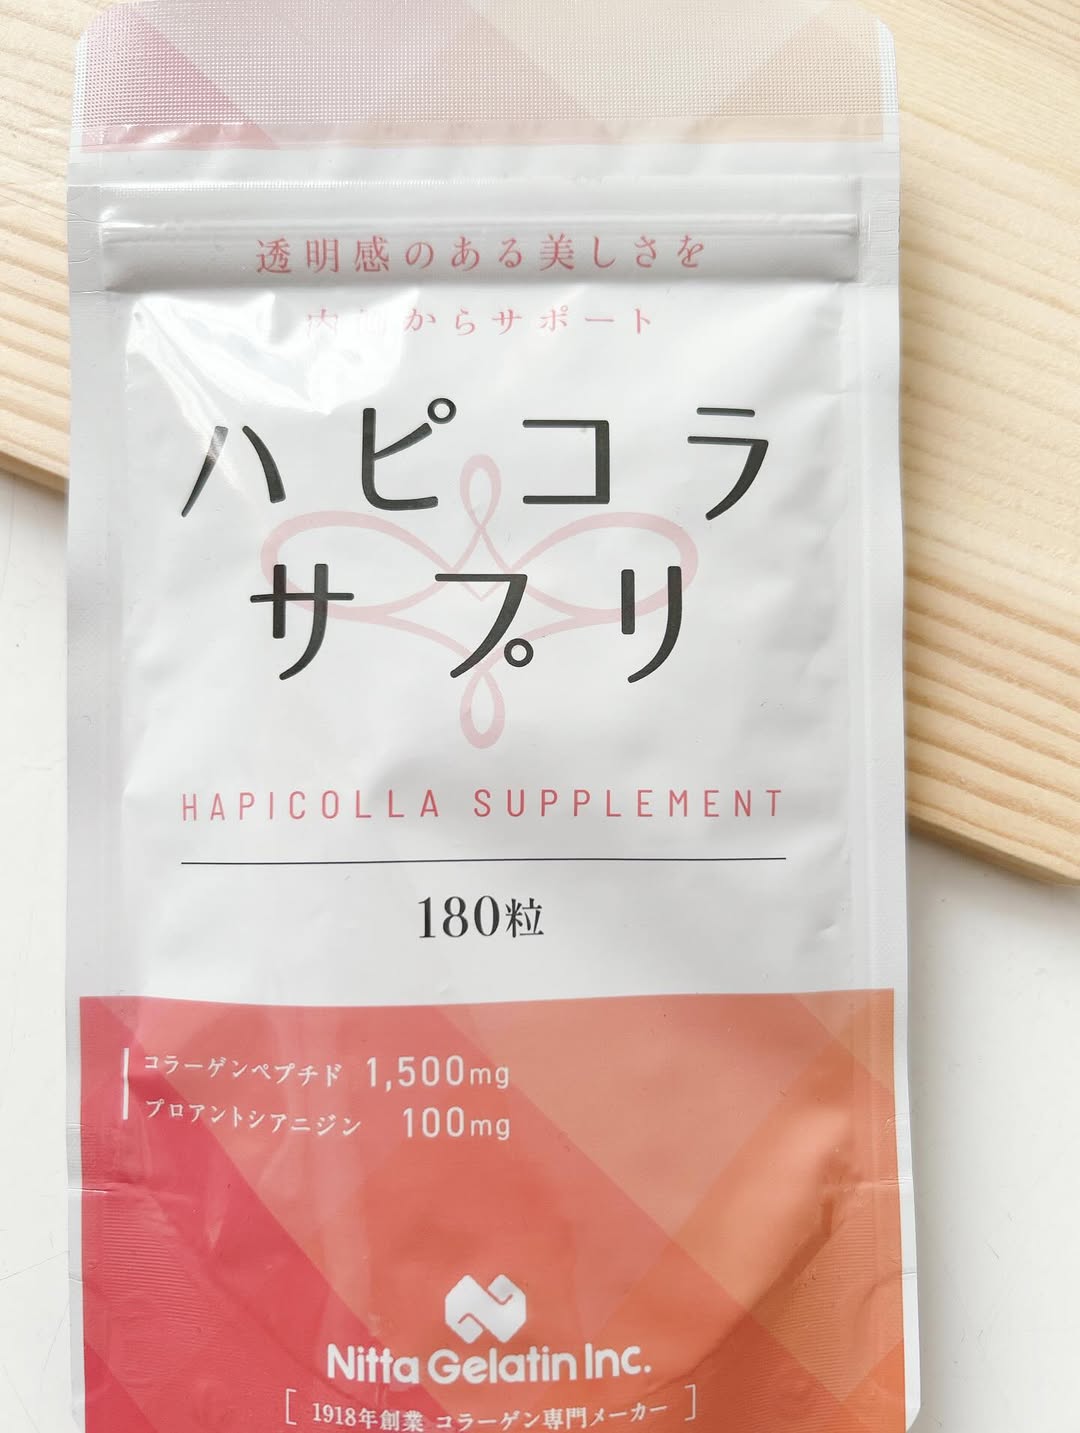 透明感のある美しさを
内側からサポート
ハピコラ
サプリ
HAPICOLLA SUPPLEMENT
180粒
コラーゲンペプチド 1,500mg
プロアントシアニジン 100mg
Nitta Gelatin Inc.
[ 1918年創業 コラーゲン専門メーカー ]